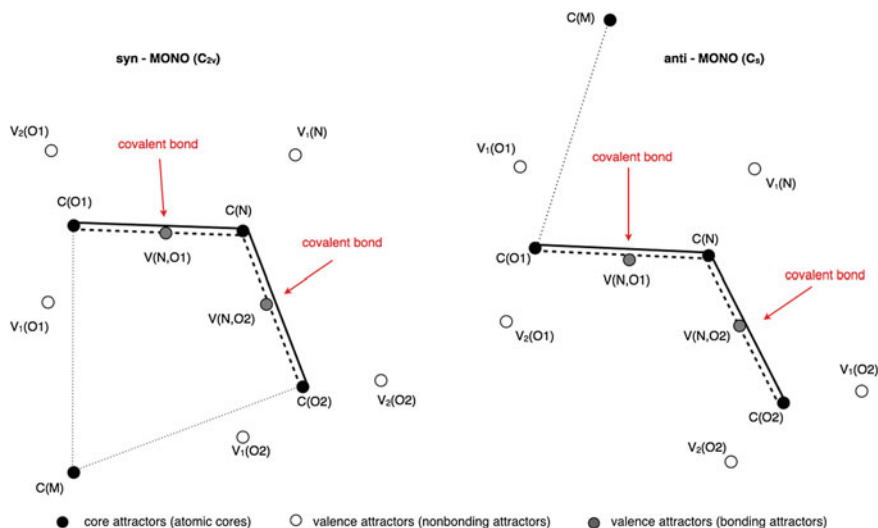 C(M)
syn - MONO (C2v)
anti - MONO (Cs)
V2(O1)
V1(N)
covalent bond
V1(O1)
covalent bond
V1(N)
C(O1)
C(N)
covalent bond
C(N)
V(N,O1)
C(O1)
V(N,O1)
covalent bond
V1(O1)
V(N,O2)
V2(O1)
V(N,O2)
V1(O2)
C(O2)
V2(O2)
C(O2)
V1(O2)
V2(O2)
C(M)
core attractors (atomic cores)
valence attractors (nonbonding attractors)
valence attractors (bonding attractors)